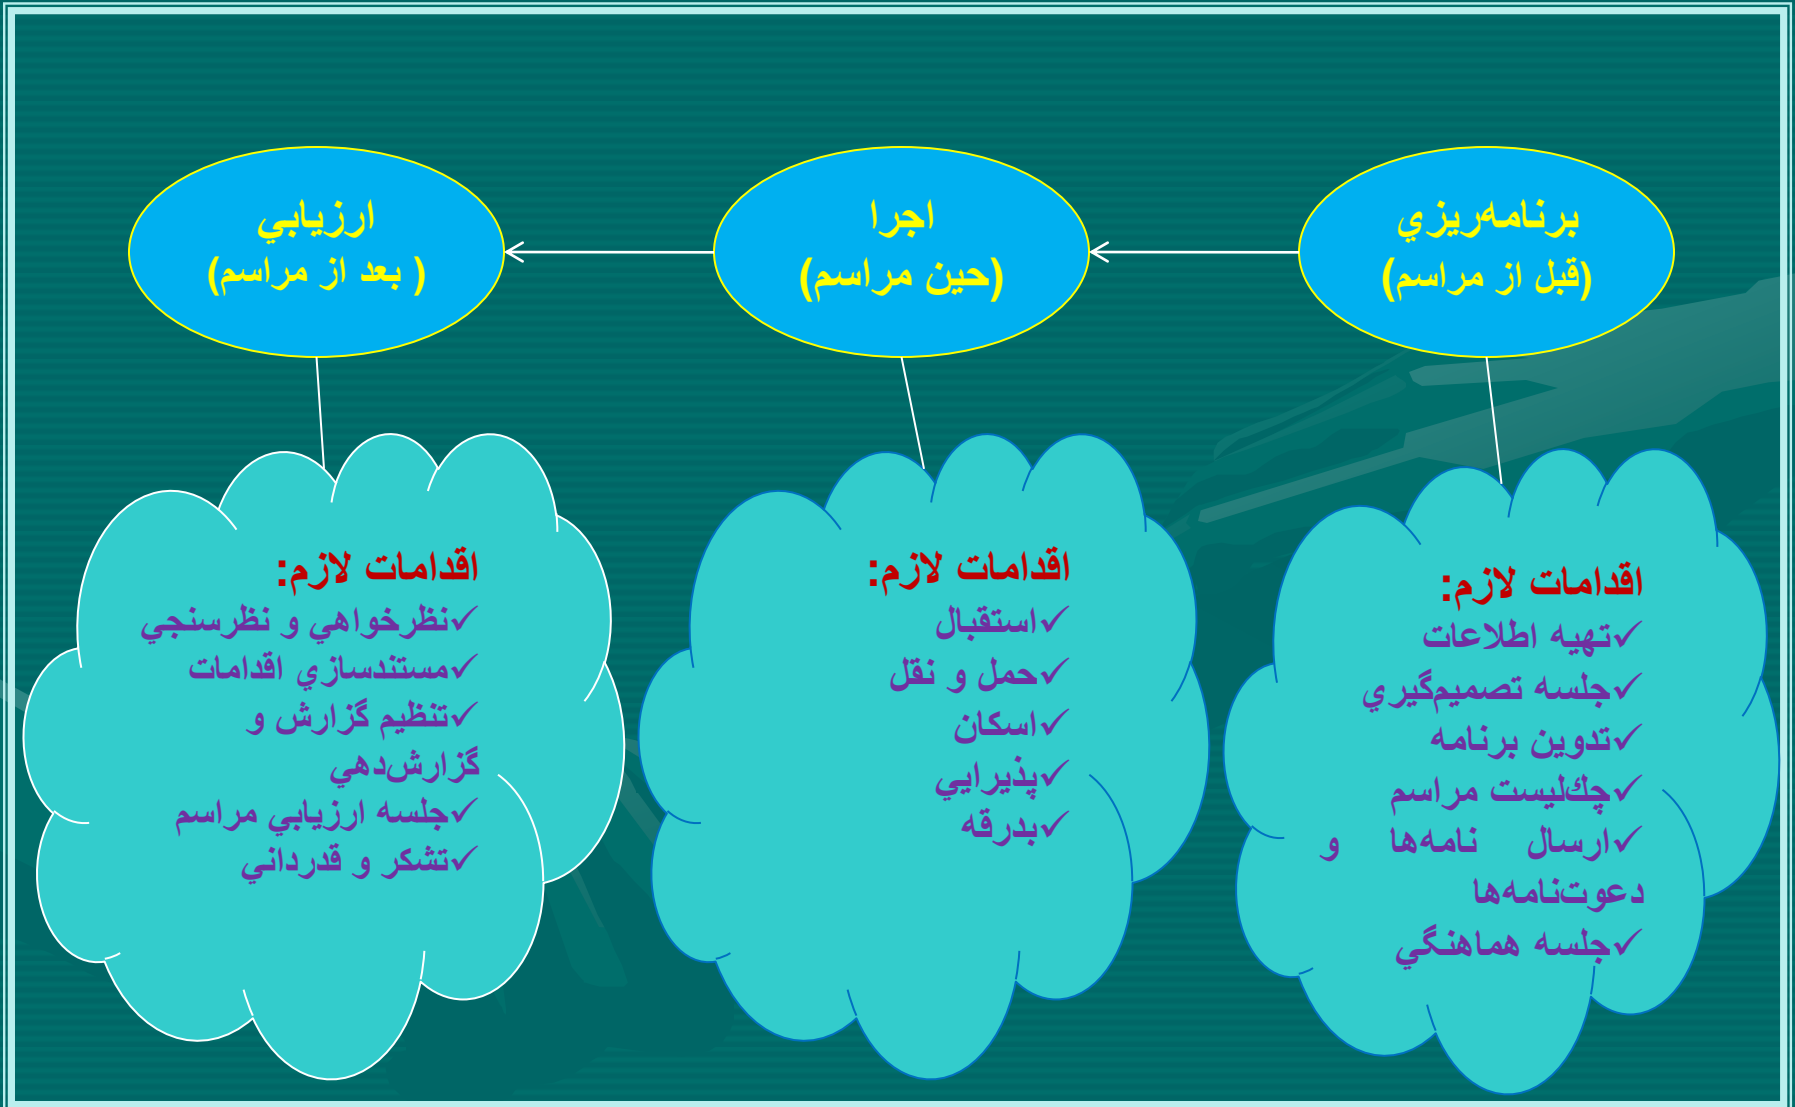 برنامه‌ريزي
(قبل از مراسم)
اجرا
(حين مراسم)
ارزيابي
( بعد از مراسم)
اقدامات لازم:
✓تهيه اطلاعات
✓جلسه تصميم‌گيري
✓تدوين برنامه
✓چك‌ليست مراسم
✓ارسال نامه‌ها و
دعوت‌نامه‌ها
✓جلسه هماهنگي
اقدامات لازم:
✓استقبال
✓حمل و نقل
✓اسكان
✓پذيرايي
✓بدرقه
اقدامات لازم:
✓نظرخواهي و نظرسنجي
✓مستندسازي اقدامات
✓تنظيم گزارش و
گزارش‌دهي
✓جلسه ارزيابي مراسم
✓تشكر و قدرداني